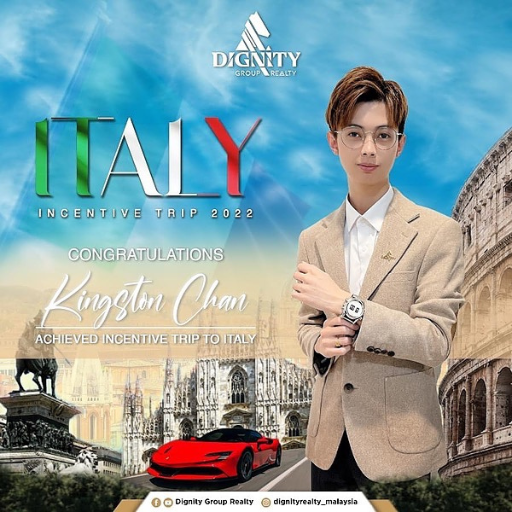 DIGNITY
GROUP REALTY
ITALY
INCENTIVE TRIP 2022
CONGRATULATIONS
Kingston Chan
ACHIEVED INCENTIVE TRIP TO ITALY
Dignity Group Realty dignityrealty_malaysia